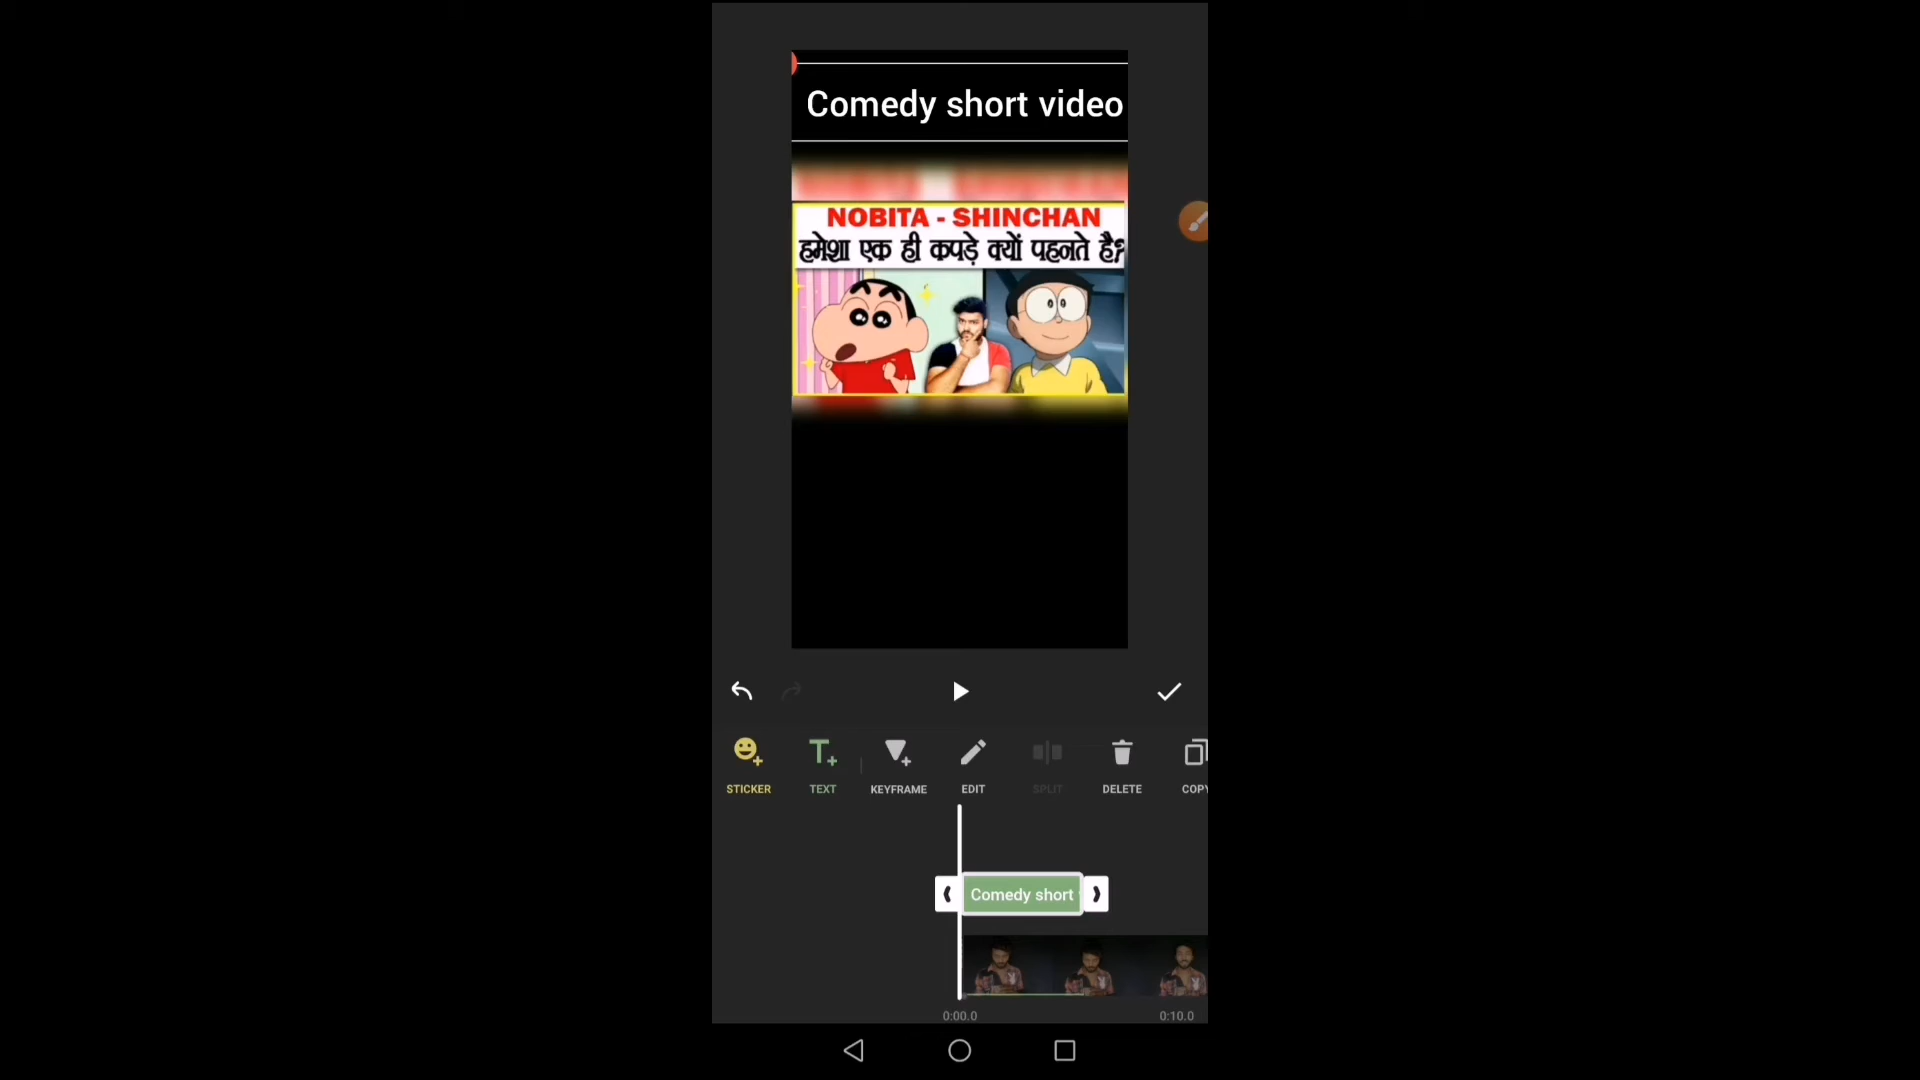 Comedy short video
NOBITA - SHINCHAN
हमेशा एक ही कपड़े क्यों पहनते है?
STICKER TEXT KEYFRAME EDIT SPLIT DELETE COPY
Comedy short
0:00.0 0:10.0